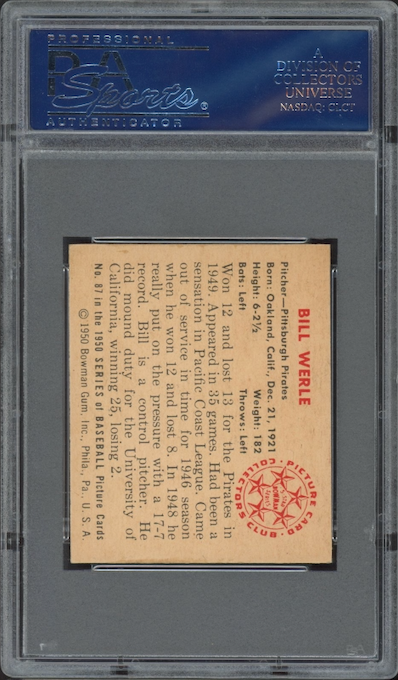 PROFESSIONAL
PSA
Sports
®
AUTHENTICATOR
A
DIVISION OF
COLLECTORS
UNIVERSE
NASDAQ: CLCT
BILL WERLE
Pitcher—Pittsburgh Pirates
Born: Oakland, Calif., Dec. 21, 1921
Height: 6-2½ Weight: 182
Bats: Left Throws: Left
Won 12 and lost 13 for the Pirates in
1949. Appeared in 35 games. Had been a
sensation in Pacific Coast League. Came
out of service in time for 1946 season
when he won 12 and lost 8. In 1948 he
really put on the pressure with a 17-7
record. Bill is a control pitcher. He
did mound duty for the University of
California, winning 25, losing 2.
No. 87 in the 1950 SERIES of BASEBALL Picture Cards
©1950 Bowman Gum, Inc., Phila., Pa., U. S. A.
PICTURE CARD
COLLECTORS CLUB
BOWMAN